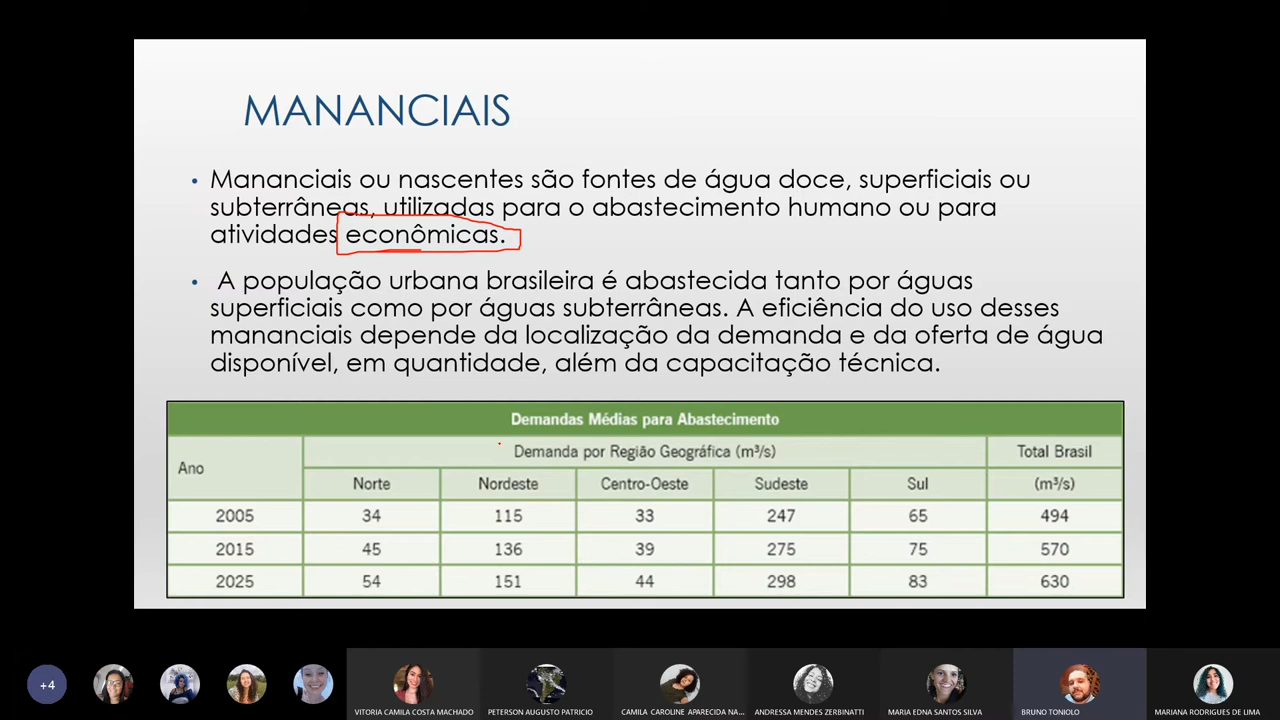 MANANCIAIS
• Mananciais ou nascentes são fontes de água doce, superficiais ou
subterrâneas, utilizadas para o abastecimento humano ou para
atividades econômicas.
• A população urbana brasileira é abastecida tanto por águas
superficiais como por águas subterrâneas. A eficiência do uso desses
mananciais depende da localização da demanda e da oferta de água
disponível, em quantidade, além da capacitação técnica.
Demandas Médias para Abastecimento
Ano Demanda por Região Geográfica (m³/s) Total Brasil
Norte Nordeste Centro-Oeste Sudeste Sul (m³/s)
2005 34 115 33 247 65 494
2015 45 136 39 275 75 570
2025 54 151 44 298 83 630
+4 VITORIA CAMILA COSTA MACHADO PETERSON AUGUSTO PATRICIO CAMILA CAROLINE APARECIDA NA... ANDRESSA MENDES ZERBINATTI MARIA EDNA SANTOS SILVA BRUNO TONIOLO MARIANA RODRIGUES DE LIMA